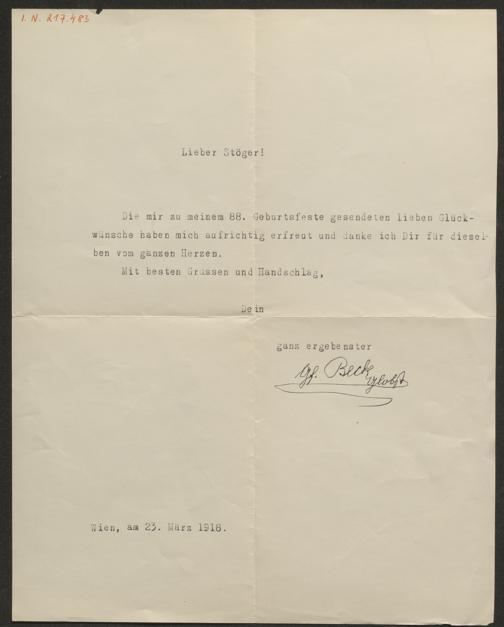 I. N. 217.483
Lieber Stöger!
Die mir zu meinem 88. Geburtsfeste gesendeten lieben Glück-
wünsche haben mich aufrichtig erfreut und danke ich Dir für diesel-
ben vom ganzen Herzen.
Mit besten Grüssen und Handschlag,
Dein
ganz ergebenster
Gf. Beck
Wien, am 23. März 1918.